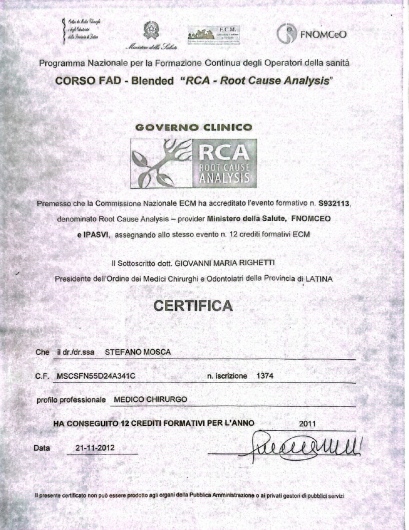 Ministero della Salute
E.C.M.
FNOMCeO
Programma Nazionale per la Formazione Continua degli Operatori della sanità
CORSO FAD - Blended "RCA - Root Cause Analysis"
GOVERNO CLINICO
RCA
ROOT CAUSE
ANALYSIS
Premesso che la Commissione Nazionale ECM ha accreditato l'evento formativo n. S932113,
denominato Root Cause Analysis – provider Ministero della Salute, FNOMCEO
e IPASVI, assegnando allo stesso evento n. 12 crediti formativi ECM
Il Sottoscritto dott. GIOVANNI MARIA RIGHETTI
Presidente dell'Ordine dei Medici Chirurghi e Odontoiatri della Provincia di LATINA
CERTIFICA
Che il dr./dr.ssa STEFANO MOSCA
C.F. MSCSFN55D24A341C n. iscrizione 1374
profilo professionale MEDICO CHIRURGO
HA CONSEGUITO 12 CREDITI FORMATIVI PER L'ANNO 2011
Data 21-11-2012
Il presente certificato non può essere prodotto agli organi della Pubblica Amministrazione o ai privati gestori di pubblici servizi